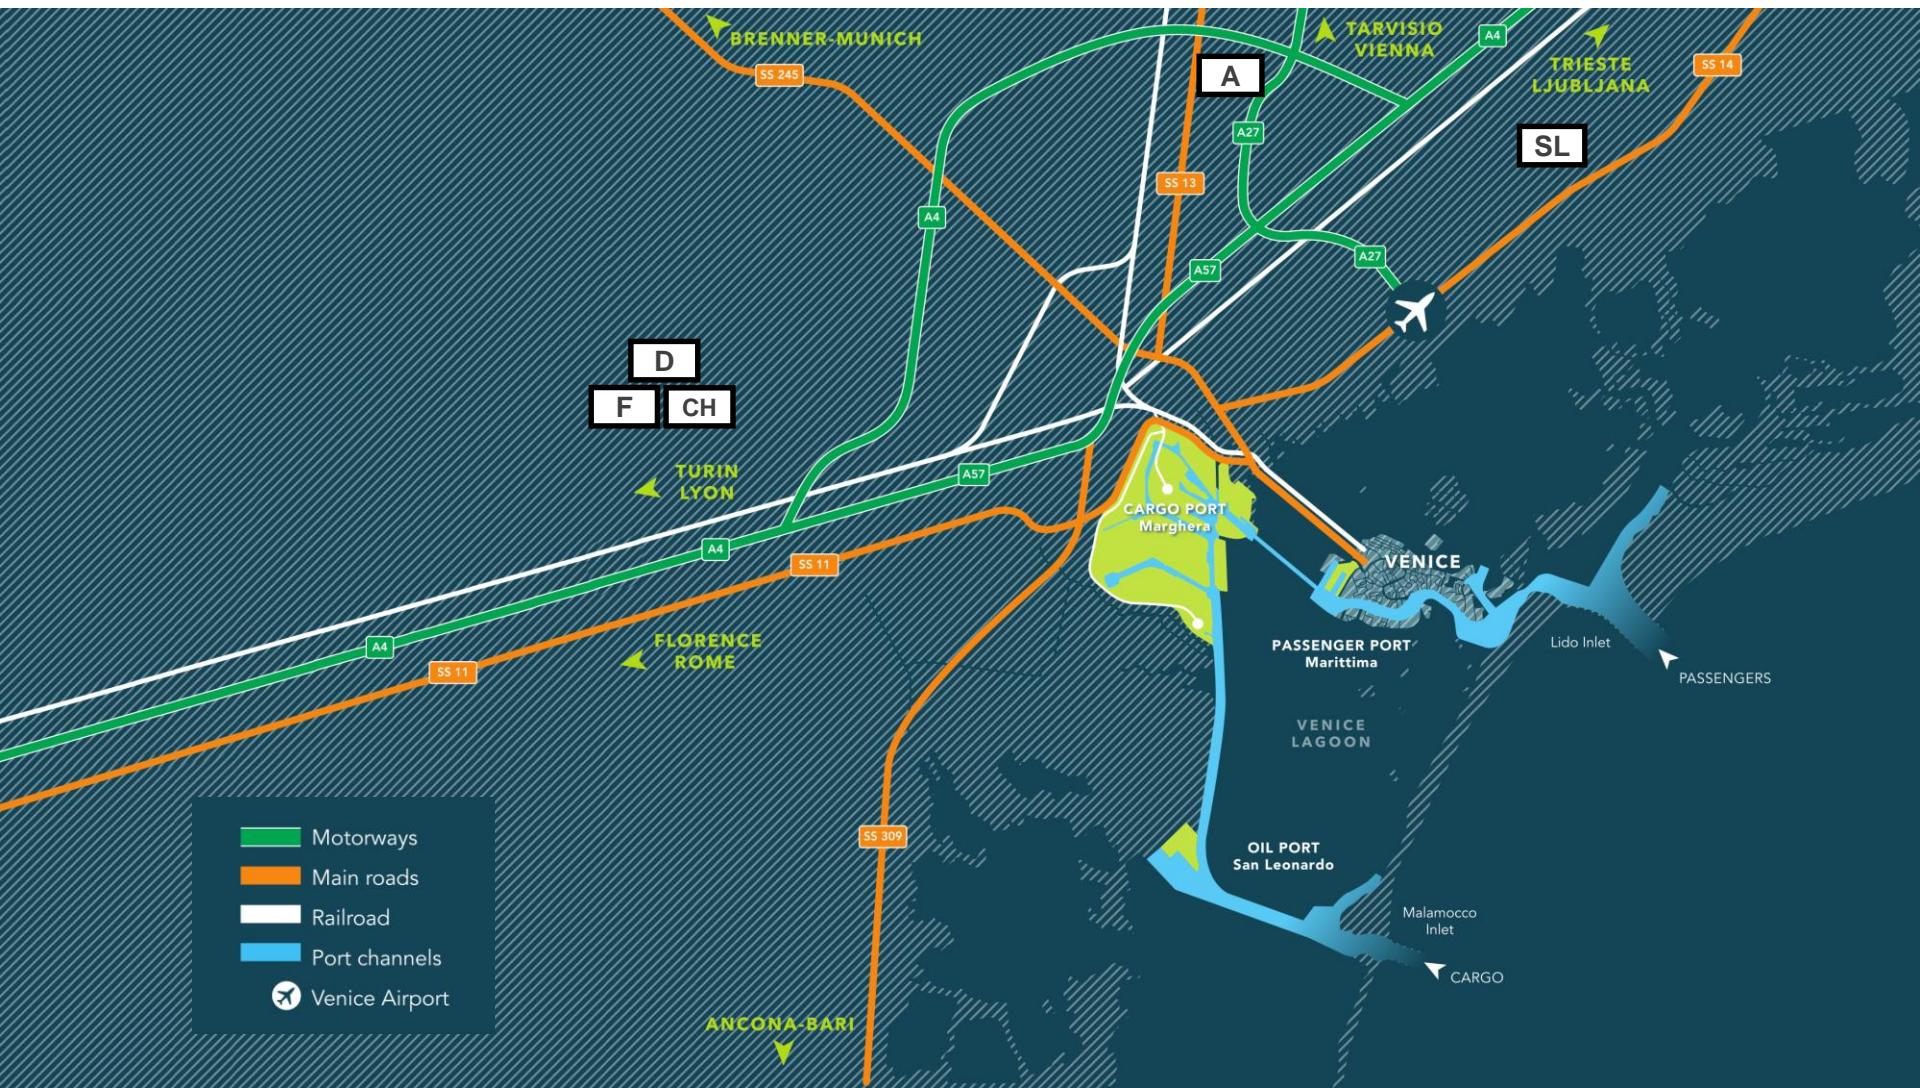 BRENNER-MUNICH
TARVISIO
VIENNA
A4
TRIESTE
LJUBLJANA
SS 14
SS 245
A
A27
SL
SS 13
A4
A27
A57
D
F
CH
TURIN
LYON
A57
CARGO PORT
Marghera
A4
SS 11
VENICE
A4
SS 11
FLORENCE
ROME
PASSENGER PORT
Marittima
Lido Inlet
PASSENGERS
VENICE
LAGOON
SS 309
OIL PORT
San Leonardo
Malamocco
Inlet
CARGO
Motorways
Main roads
Railroad
Port channels
Venice Airport
ANCONA-BARI